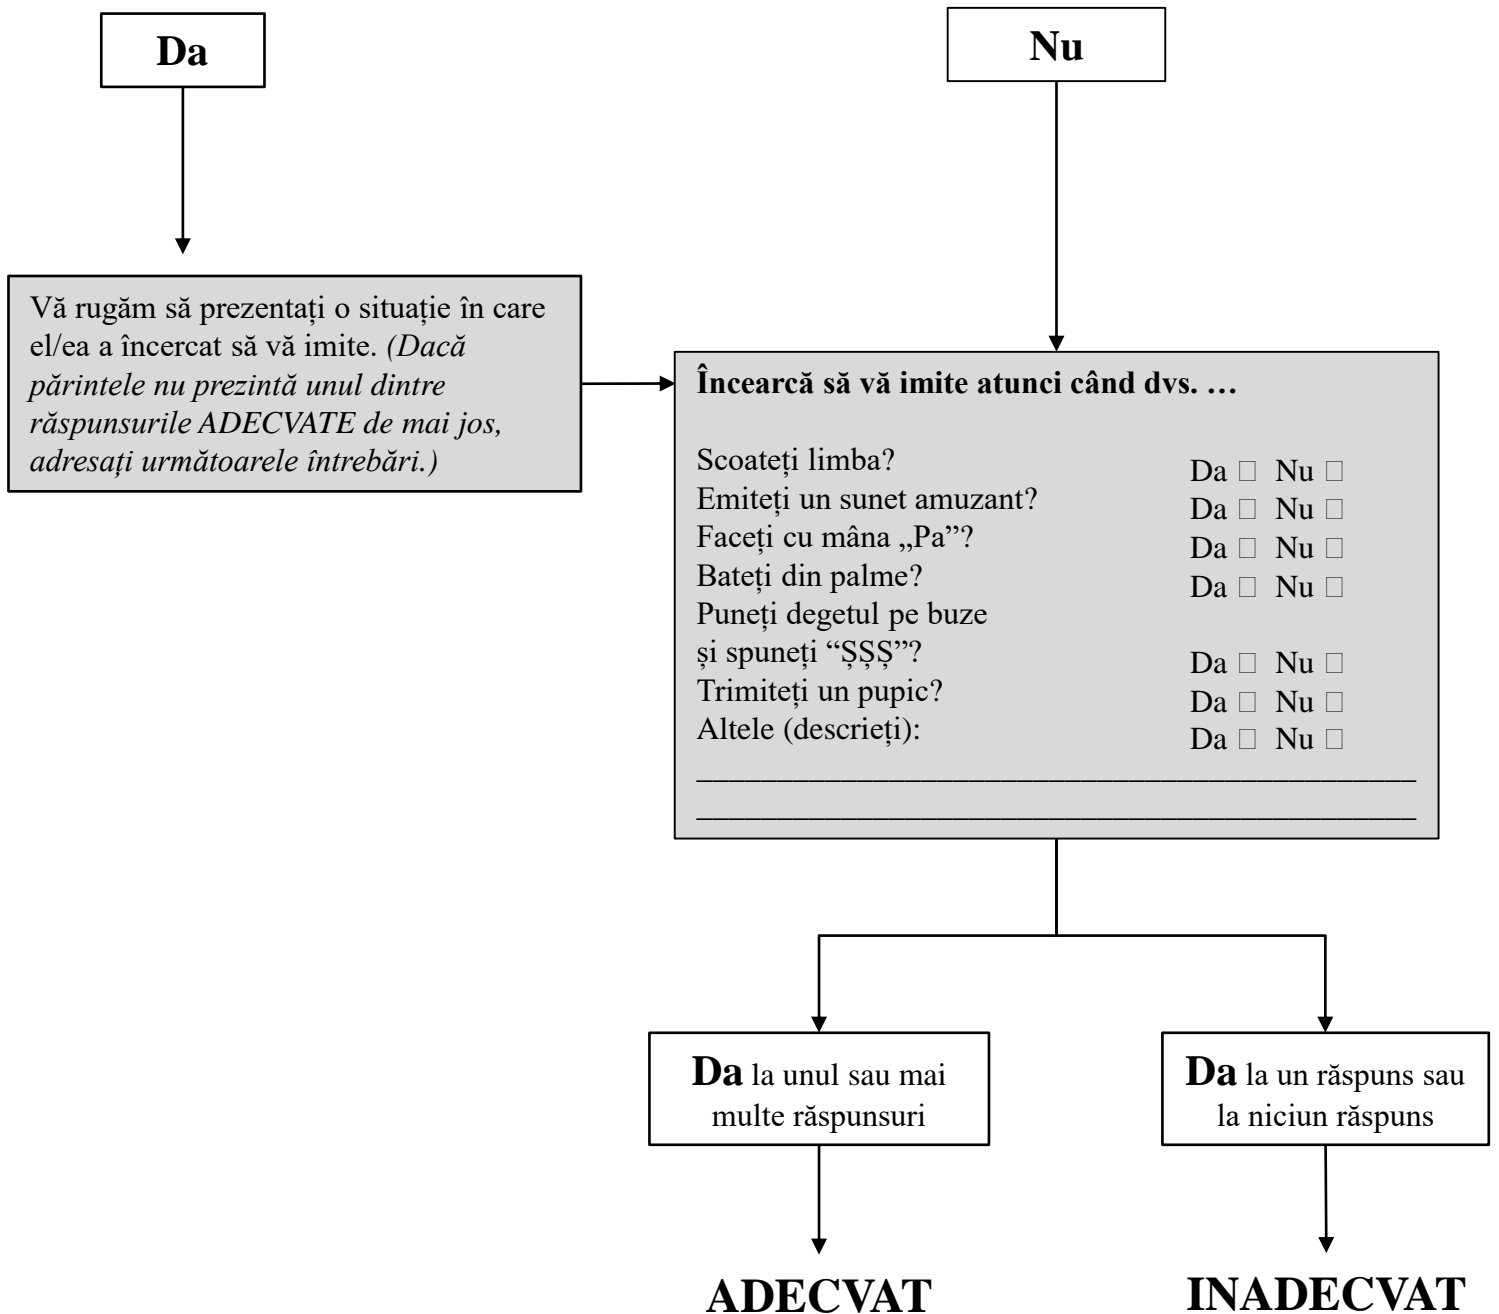 Da
Nu
Vă rugăm să prezentați o situație în care
el/ea a încercat să vă imite. (Dacă
părintele nu prezintă unul dintre
răspunsurile ADECVATE de mai jos,
adresați următoarele întrebări.)
Încearcă să vă imite atunci când dvs. …
Scoateți limba? Da □ Nu □
Emiteți un sunet amuzant? Da □ Nu □
Faceți cu mâna „Pa”? Da □ Nu □
Bateți din palme? Da □ Nu □
Puneți degetul pe buze
și spuneți “ȘȘȘ”? Da □ Nu □
Trimiteți un pupic? Da □ Nu □
Altele (descrieți): Da □ Nu □
Da la unul sau mai
multe răspunsuri
Da la un răspuns sau
la niciun răspuns
ADECVAT
INADECVAT